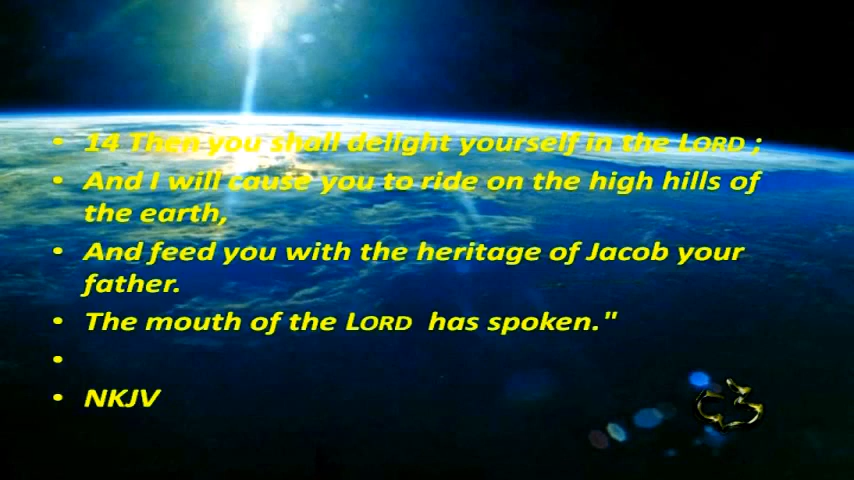 • 14 Then you shall delight yourself in the LORD ;
• And I will cause you to ride on the high hills of
the earth,
• And feed you with the heritage of Jacob your
father.
• The mouth of the LORD  has spoken."
•
• NKJV
C3